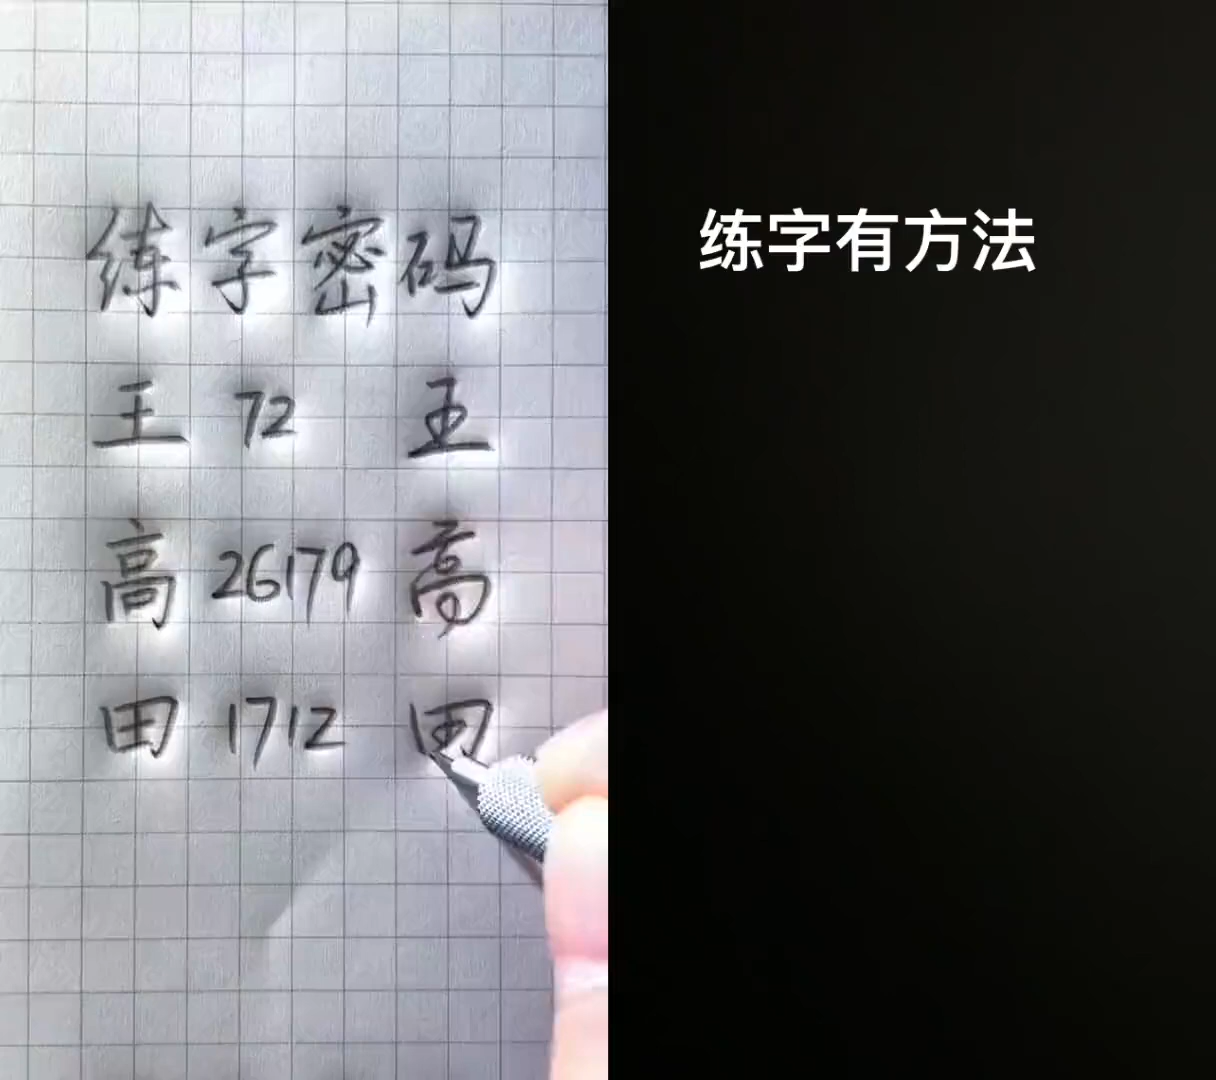 练字密码
练字有方法
王 72 王
高 26179 高
田 1712 田